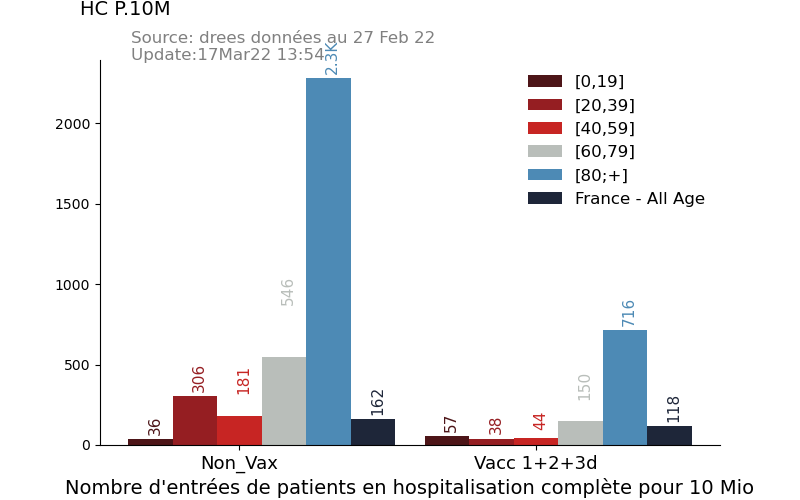 HC P.10M
Source: drees données au 27 Feb 22
Update:17Mar22 13:54
2.3K
[0,19]
[20,39]
[40,59]
[60,79]
[80;+]
France - All Age
2000
1500
1000
500
0
36
306
181
546
162
57
38
44
150
716
118
Non_Vax
Vacc 1+2+3d
Nombre d'entrées de patients en hospitalisation complète pour 10 Mio